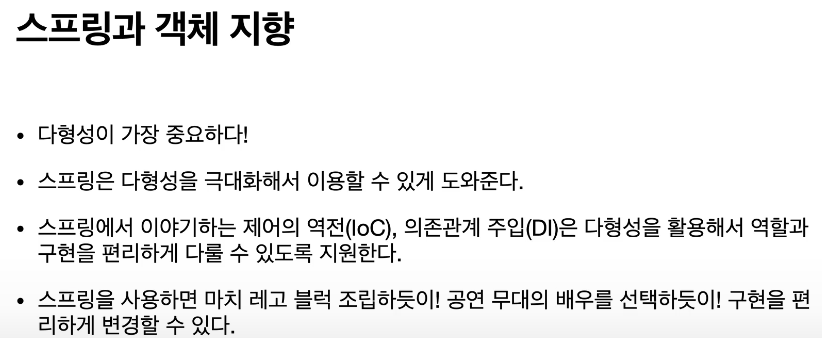 스프링과 객체 지향
• 다형성이 가장 중요하다!
• 스프링은 다형성을 극대화해서 이용할 수 있게 도와준다.
• 스프링에서 이야기하는 제어의 역전(IoC), 의존관계 주입(DI)은 다형성을 활용해서 역할과
구현을 편리하게 다룰 수 있도록 지원한다.
• 스프링을 사용하면 마치 레고 블럭 조립하듯이! 공연 무대의 배우를 선택하듯이! 구현을 편
리하게 변경할 수 있다.